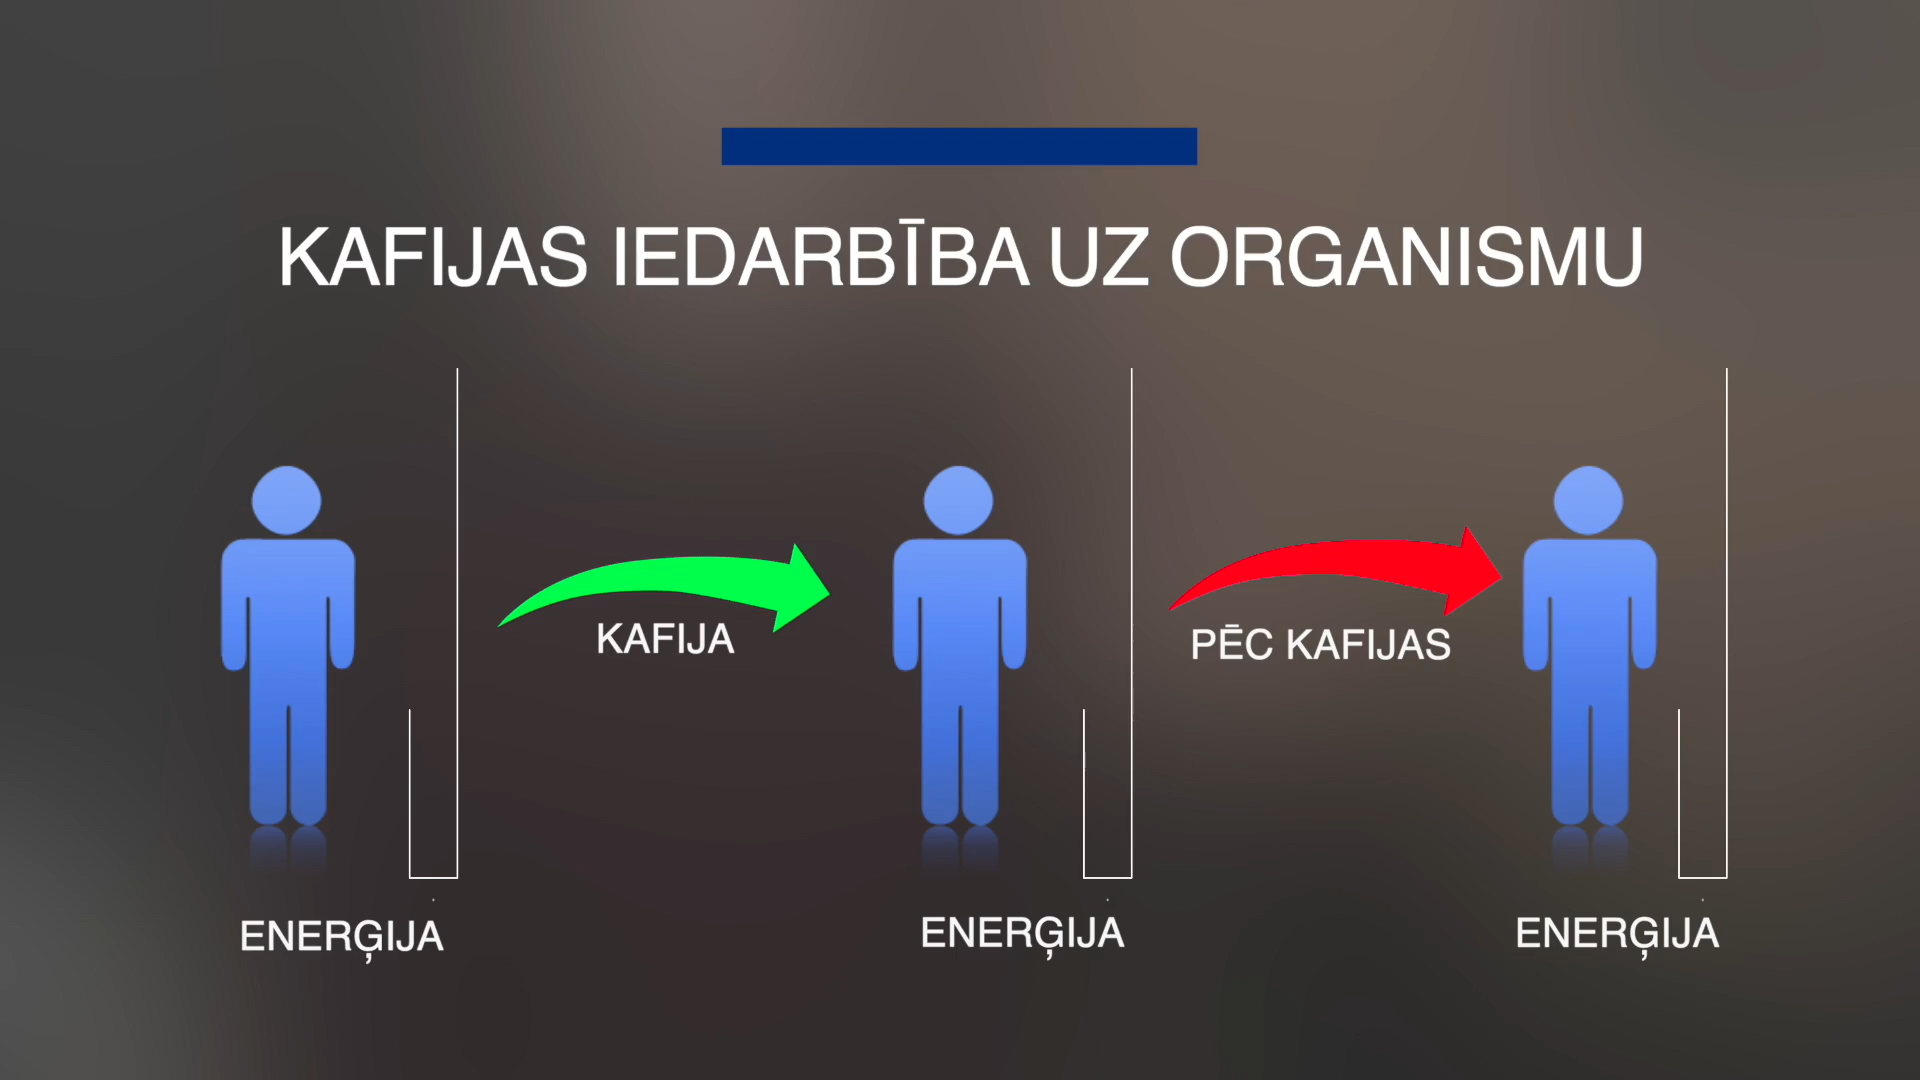 KAFIJAS IEDARBĪBA UZ ORGANISMU
KAFIJA
PĒC KAFIJAS
ENERĢIJA
ENERĢIJA
ENERĢIJA